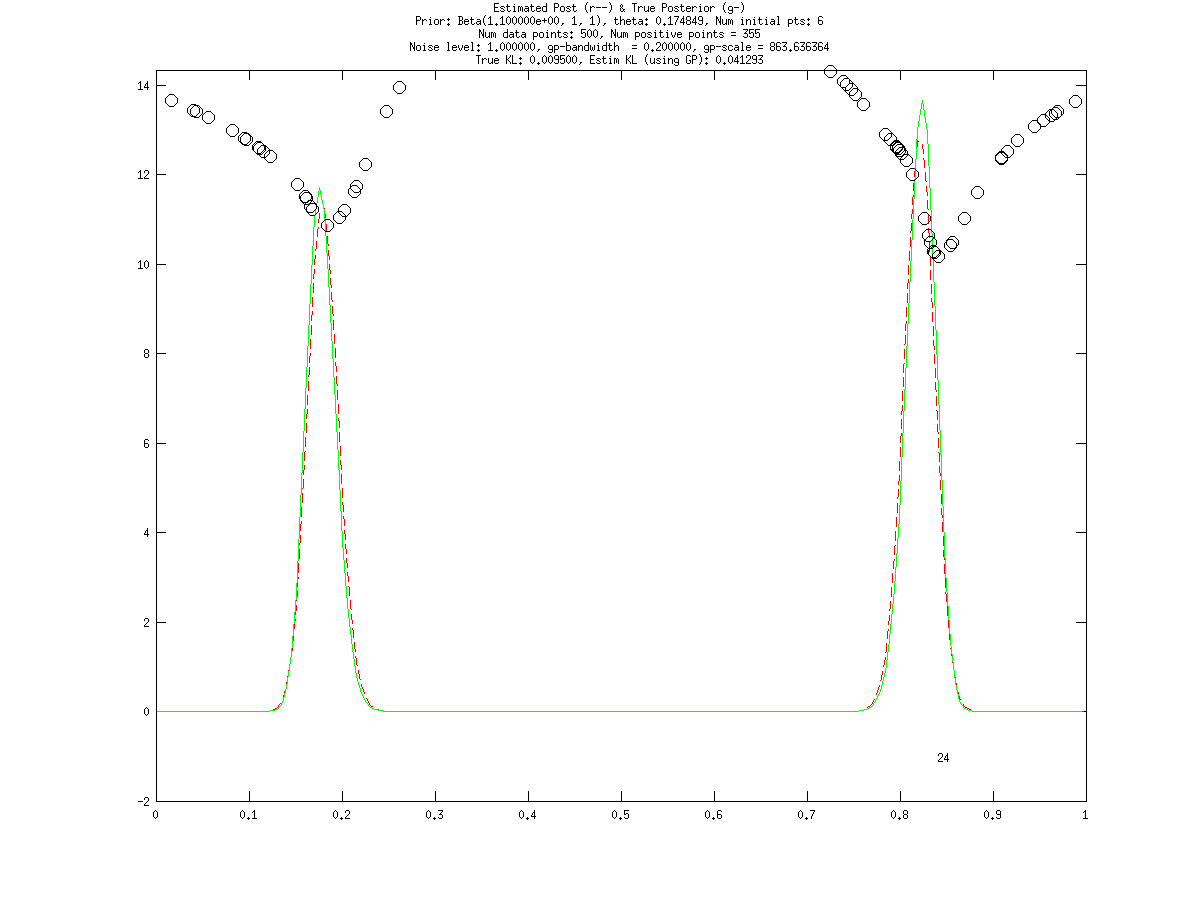 Estimated Post (r--) & True Posterior (g-)
Prior: Beta(1.100000e+00, 1, 1), theta: 0.174849, Num initial pts: 6
Num data points: 500, Num positive points = 355
Noise level: 1.000000, gp-bandwidth  = 0.200000, gp-scale = 863.636364
True KL: 0.009500, Estim KL (using GP): 0.041293
14
12
10
8
6
4
2
0
24
-2
0 0.1 0.2 0.3 0.4 0.5 0.6 0.7 0.8 0.9 1